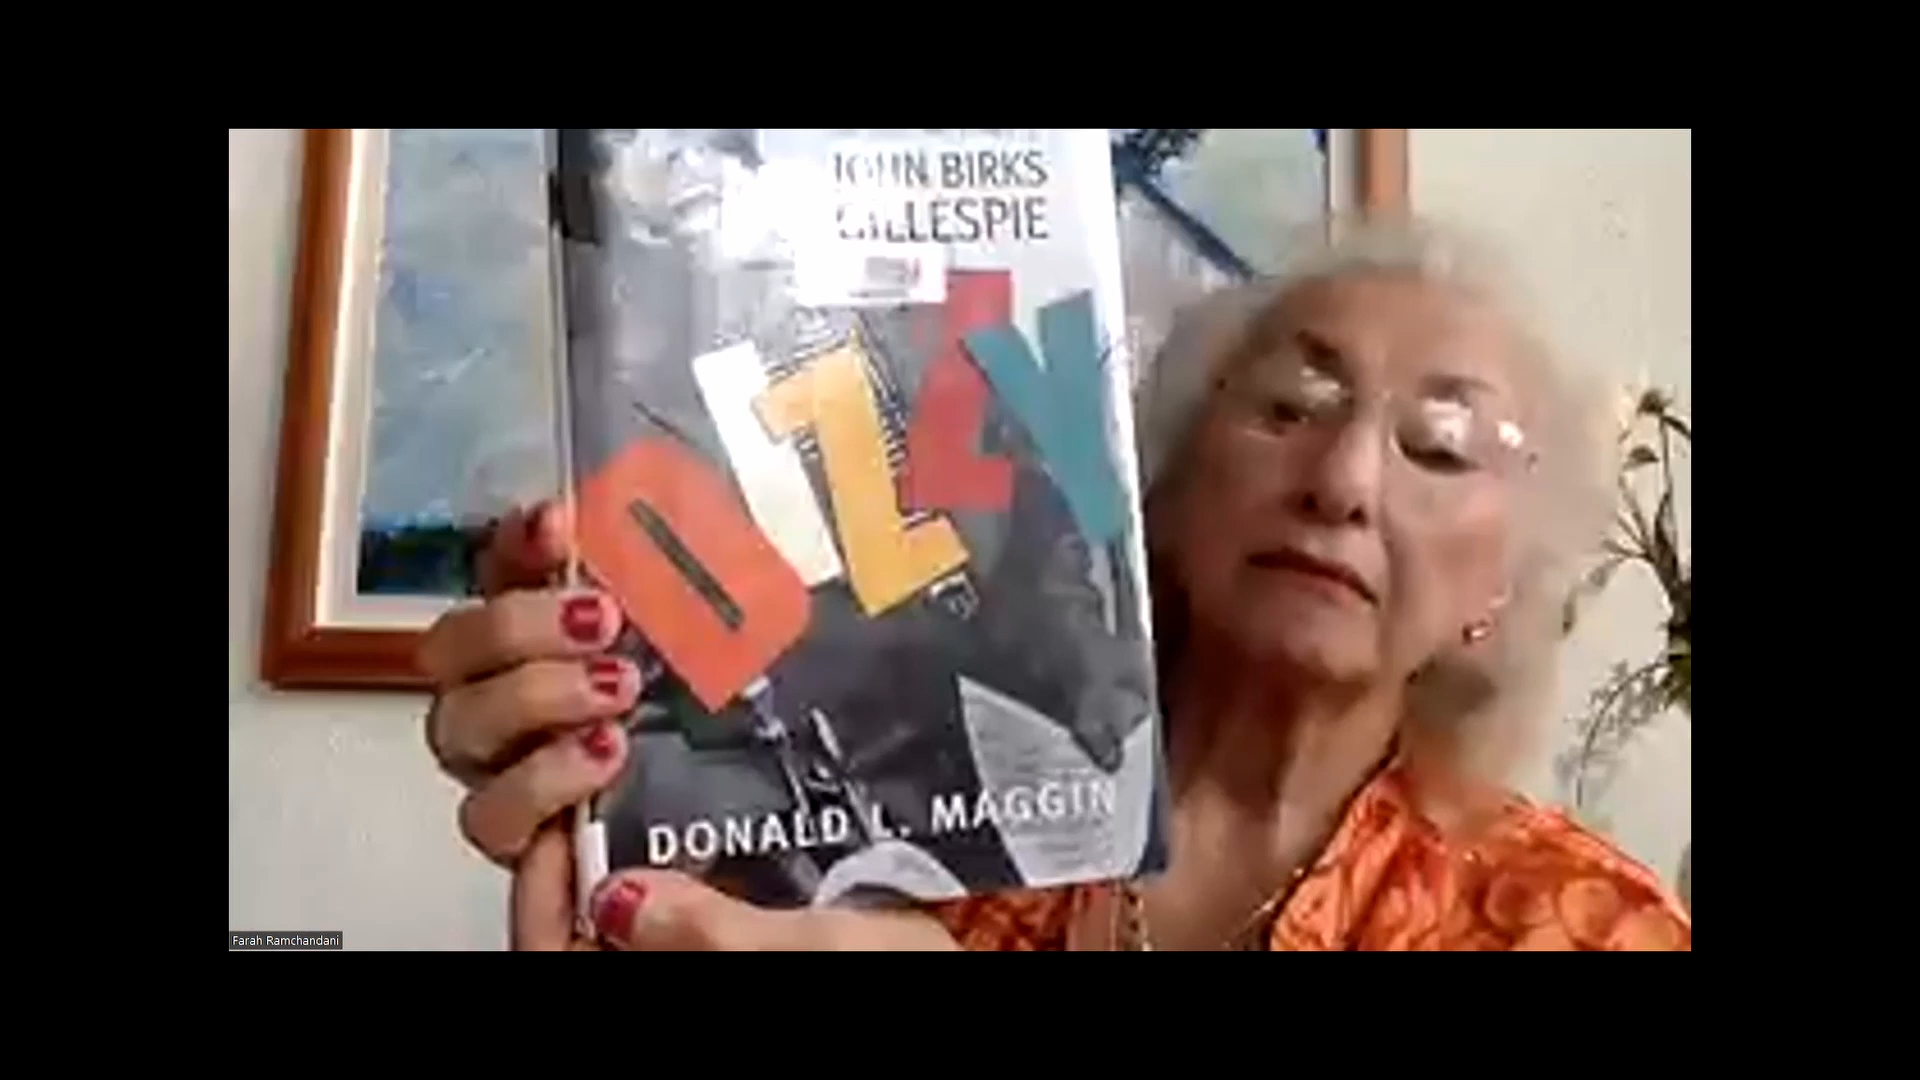 JOHN BIRKS
GILLESPIE
DIZZY
DONALD L. MAGGIN
Farah Ramchandani